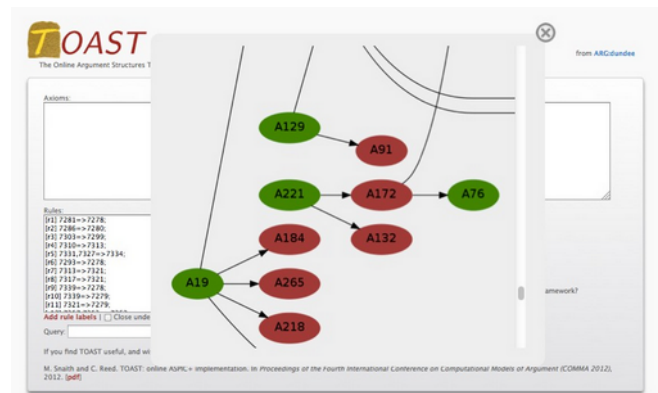 TOAST
The Online Argument Structures T
from ARG:dundee
Axioms:
A129
A91
A221
A172
A76
A184
A132
A19
A265
A218
Rules:
[r1] 7281=>7278;
[r2] 7286=>7280;
[r3] 7303=>7299;
[r4] 7310=>7313;
[r5] 7331,7327=>7334;
[r6] 7293=>7278;
[r7] 7313=>7321;
[r8] 7317=>7321;
[r9] 7339=>7278;
[r10] 7339=>7279;
[r11] 7321=>7279;
amework?
Add rule labels | Close unde
Query:
If you find TOAST useful, and wi
M. Snaith and C. Reed. TOAST: online ASPIC+ implementation. In Proceedings of the Fourth International Conference on Computational Models of Argument (COMMA 2012),
2012. [pdf]